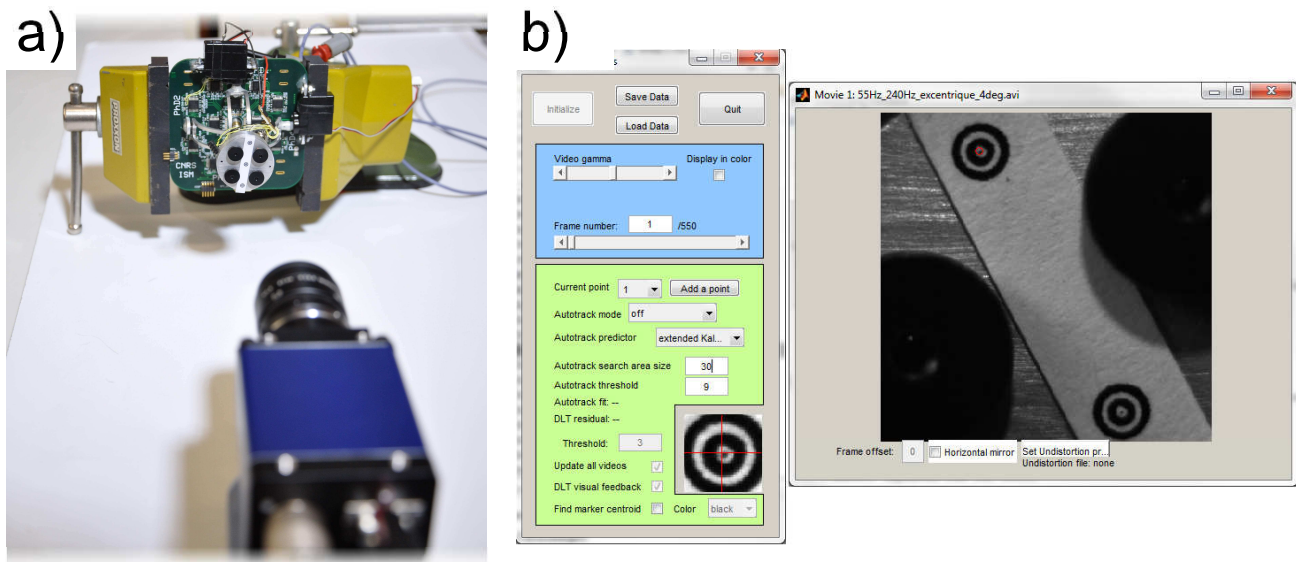 a)
PROXXON
PhD2
CNRS
ISM
b)
s
Initialize
Save Data
Load Data
Quit
Video gamma
Display in color
Frame number:
1
/550
Current point
1
Add a point
Autotrack mode
off
Autotrack predictor
extended Kal...
Autotrack search area size
30
Autotrack threshold
9
Autotrack fit: --
DLT residual: --
Threshold:
3
Update all videos
DLT visual feedback
Find marker centroid
Color
black
Movie 1: 55Hz_240Hz_excentrique_4deg.avi
Frame offset:
0
Horizontal mirror
Set Undistortion pr...
Undistortion file: none